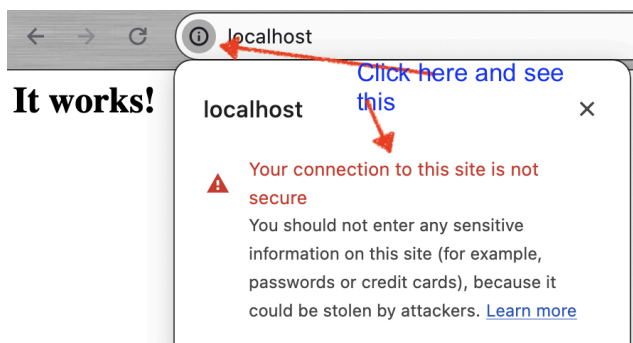 localhost
Click here and see
this
It works!
localhost
Your connection to this site is not
secure
You should not enter any sensitive
information on this site (for example,
passwords or credit cards), because it
could be stolen by attackers. Learn more